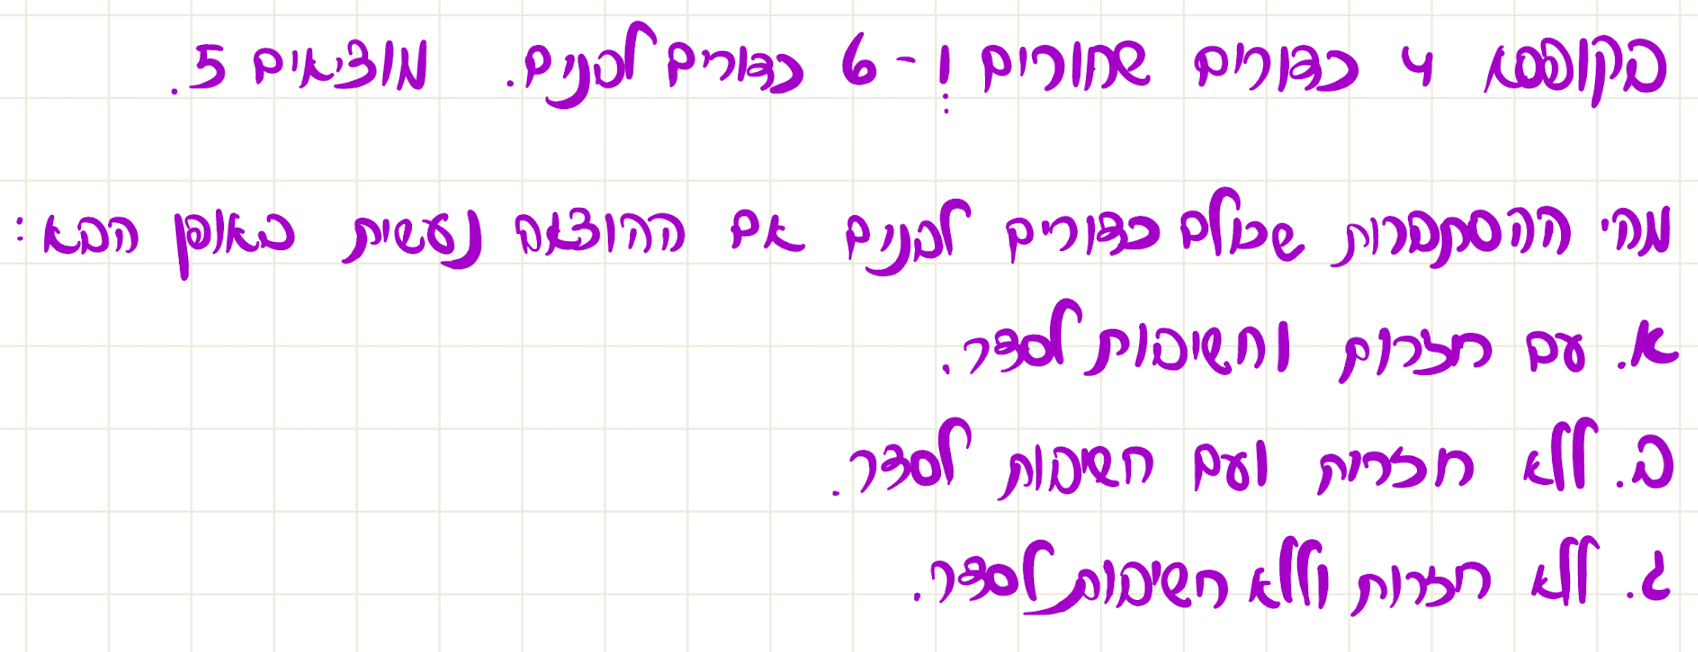 בקופסא 4 כדורים שחורים ו- 6 כדורים לבנים. מוציאים 5.
מהי ההסתברות שכולם כדורים לבנים אם ההוצאה נעשית באופן הבא:
א. עם חזרות וחשיבות לסדר.
ב. ללא חזרות ועם חשיבות לסדר.
ג. ללא חזרות וללא חשיבות לסדר.